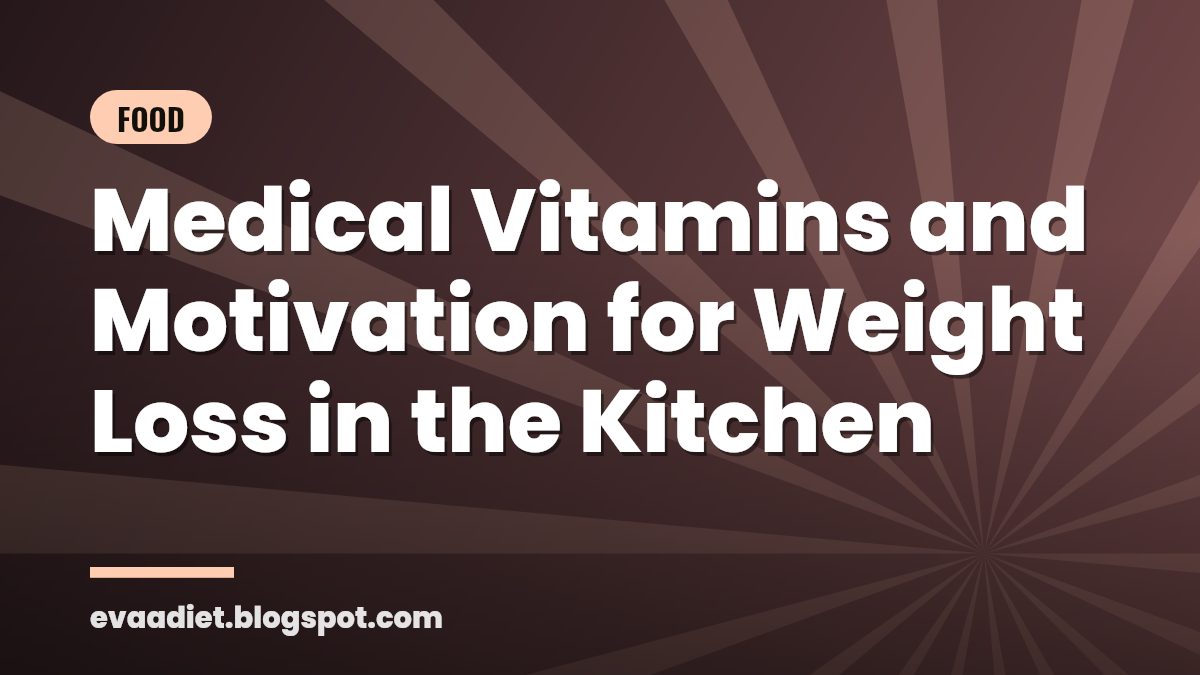 FOOD
Medical Vitamins and
Motivation for Weight
Loss in the Kitchen
evaadiet.blogspot.com